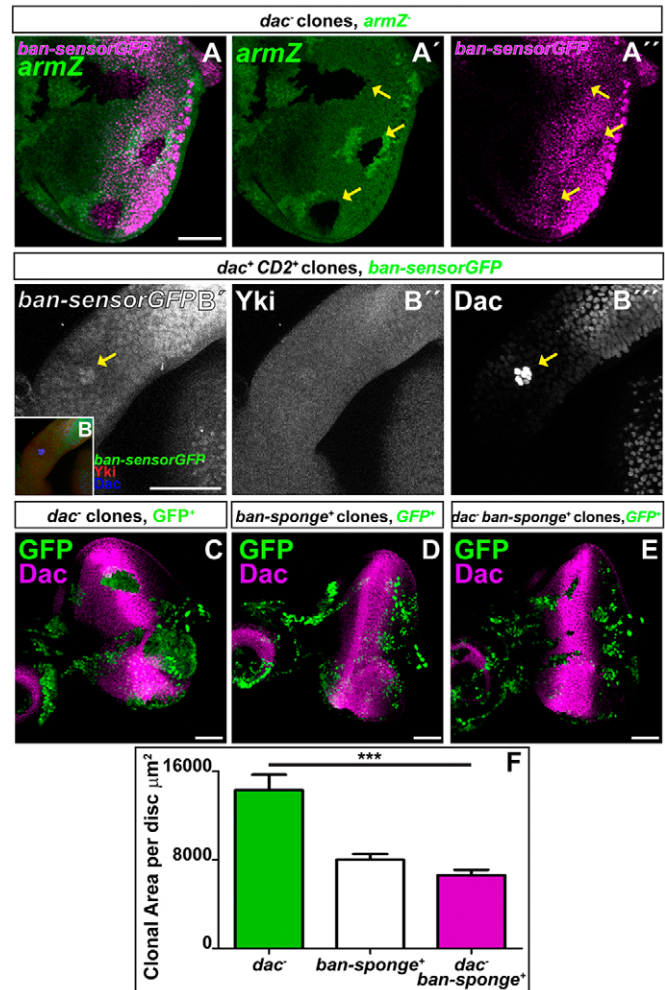 dac- clones, armZ-
ban-sensorGFP
armZ
A
armZ
A´
ban-sensorGFP
A´´
dac+ CD2+ clones, ban-sensorGFP
ban-sensorGFP B´
Yki
B´´
Dac
B´´´
B
ban-sensorGFP
Yki
Dac
dac- clones, GFP+
ban-sponge+ clones, GFP+
dac- ban-sponge+ clones, GFP+
GFP
Dac
C
GFP
Dac
D
GFP
Dac
E
F
***
Clonal Area per disc μm²
16000
8000
0
dac-
ban-sponge+
dac-
ban-sponge+